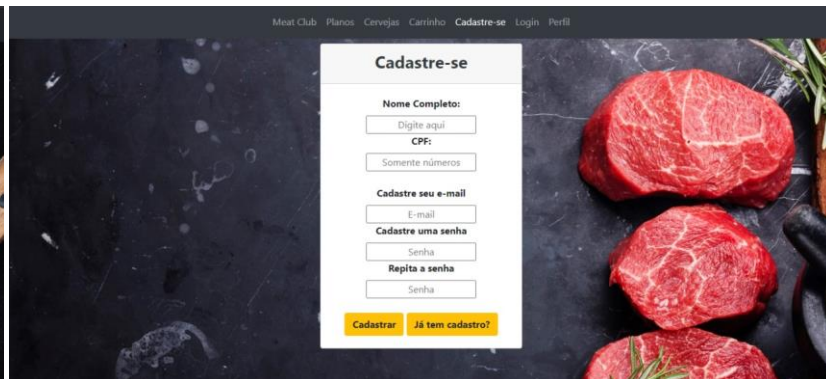 Meat Club Planos Cervejas Carrinho Cadastre-se Login Perfil
Cadastre-se
Nome Completo:
Digite aqui
CPF:
Somente números
Cadastre seu e-mail
E-mail
Cadastre uma senha
Senha
Repita a senha
Senha
Cadastrar Já tem cadastro?